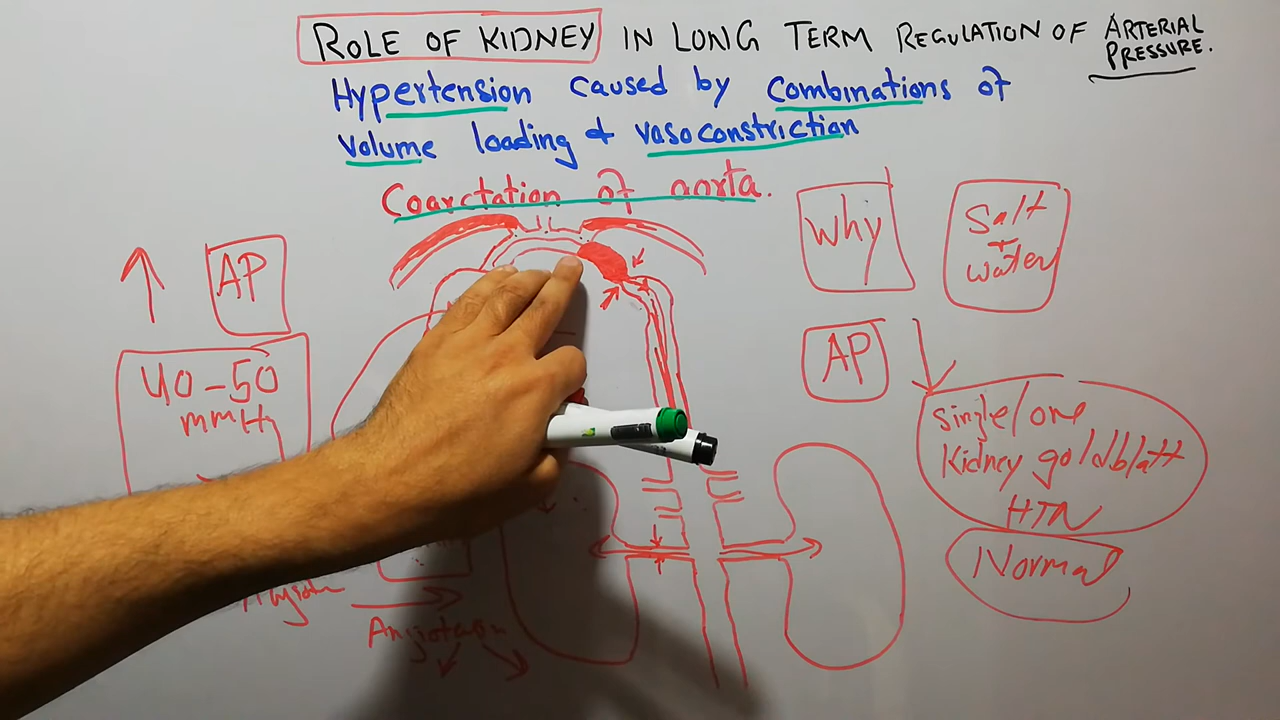 ROLE OF KIDNEY IN LONG TERM REGULATION OF ARTERIAL PRESSURE.
Hypertension caused by combinations of
volume loading & vasoconstriction
Coarctation of aorta.
AP
40-50
mmH
Why
Salt
+
water
AP
single/one
Kidney goldblatt
HTN
Normal